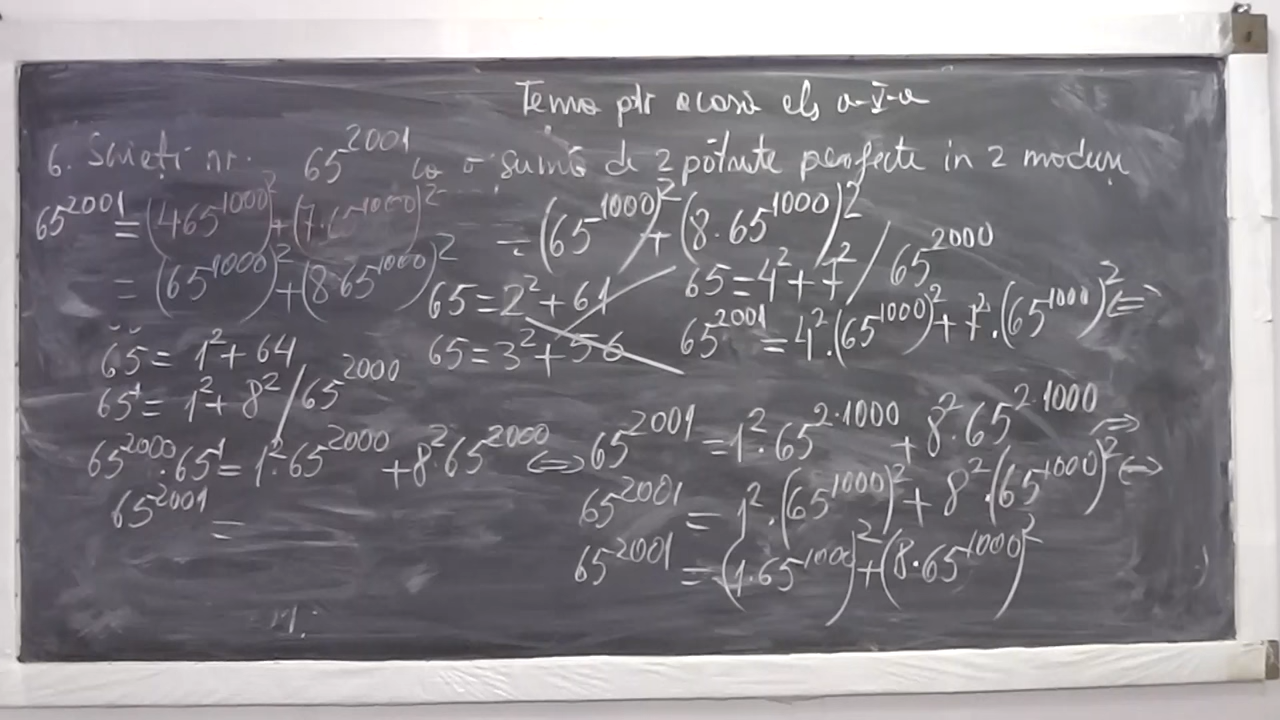 Tema ptr acasă cls a-V-a
6. Scrieți nr. 65^2001 ca o sumă de 2 pătrate perfecte în 2 moduri
65^2001 = (4·65^1000)^2 + (7·65^1000)^2
= (65^1000)^2 + (8·65^1000)^2
= (65^1000)^2 + (8·65^1000)^2
65 = 1^2 + 64
65^1 = 1^2 + 8^2 / 65^2000
65^2000 · 65^1 = 1^2·65^2000 + 8^2·65^2000 ⇔
65^2001 =
65 = 2^2 + 61
65 = 3^2 + 56
65 = 4^2 + 7^2 / 65^2000
65^2001 = 4^2·(65^1000)^2 + 7^2·(65^1000)^2 ⇔
65^2001 = 1^2·65^2·1000 + 8^2·65^2·1000 ⇔
65^2001 = 1^2·(65^1000)^2 + 8^2·(65^1000)^2 ⇔
65^2001 = (1·65^1000)^2 + (8·65^1000)^2